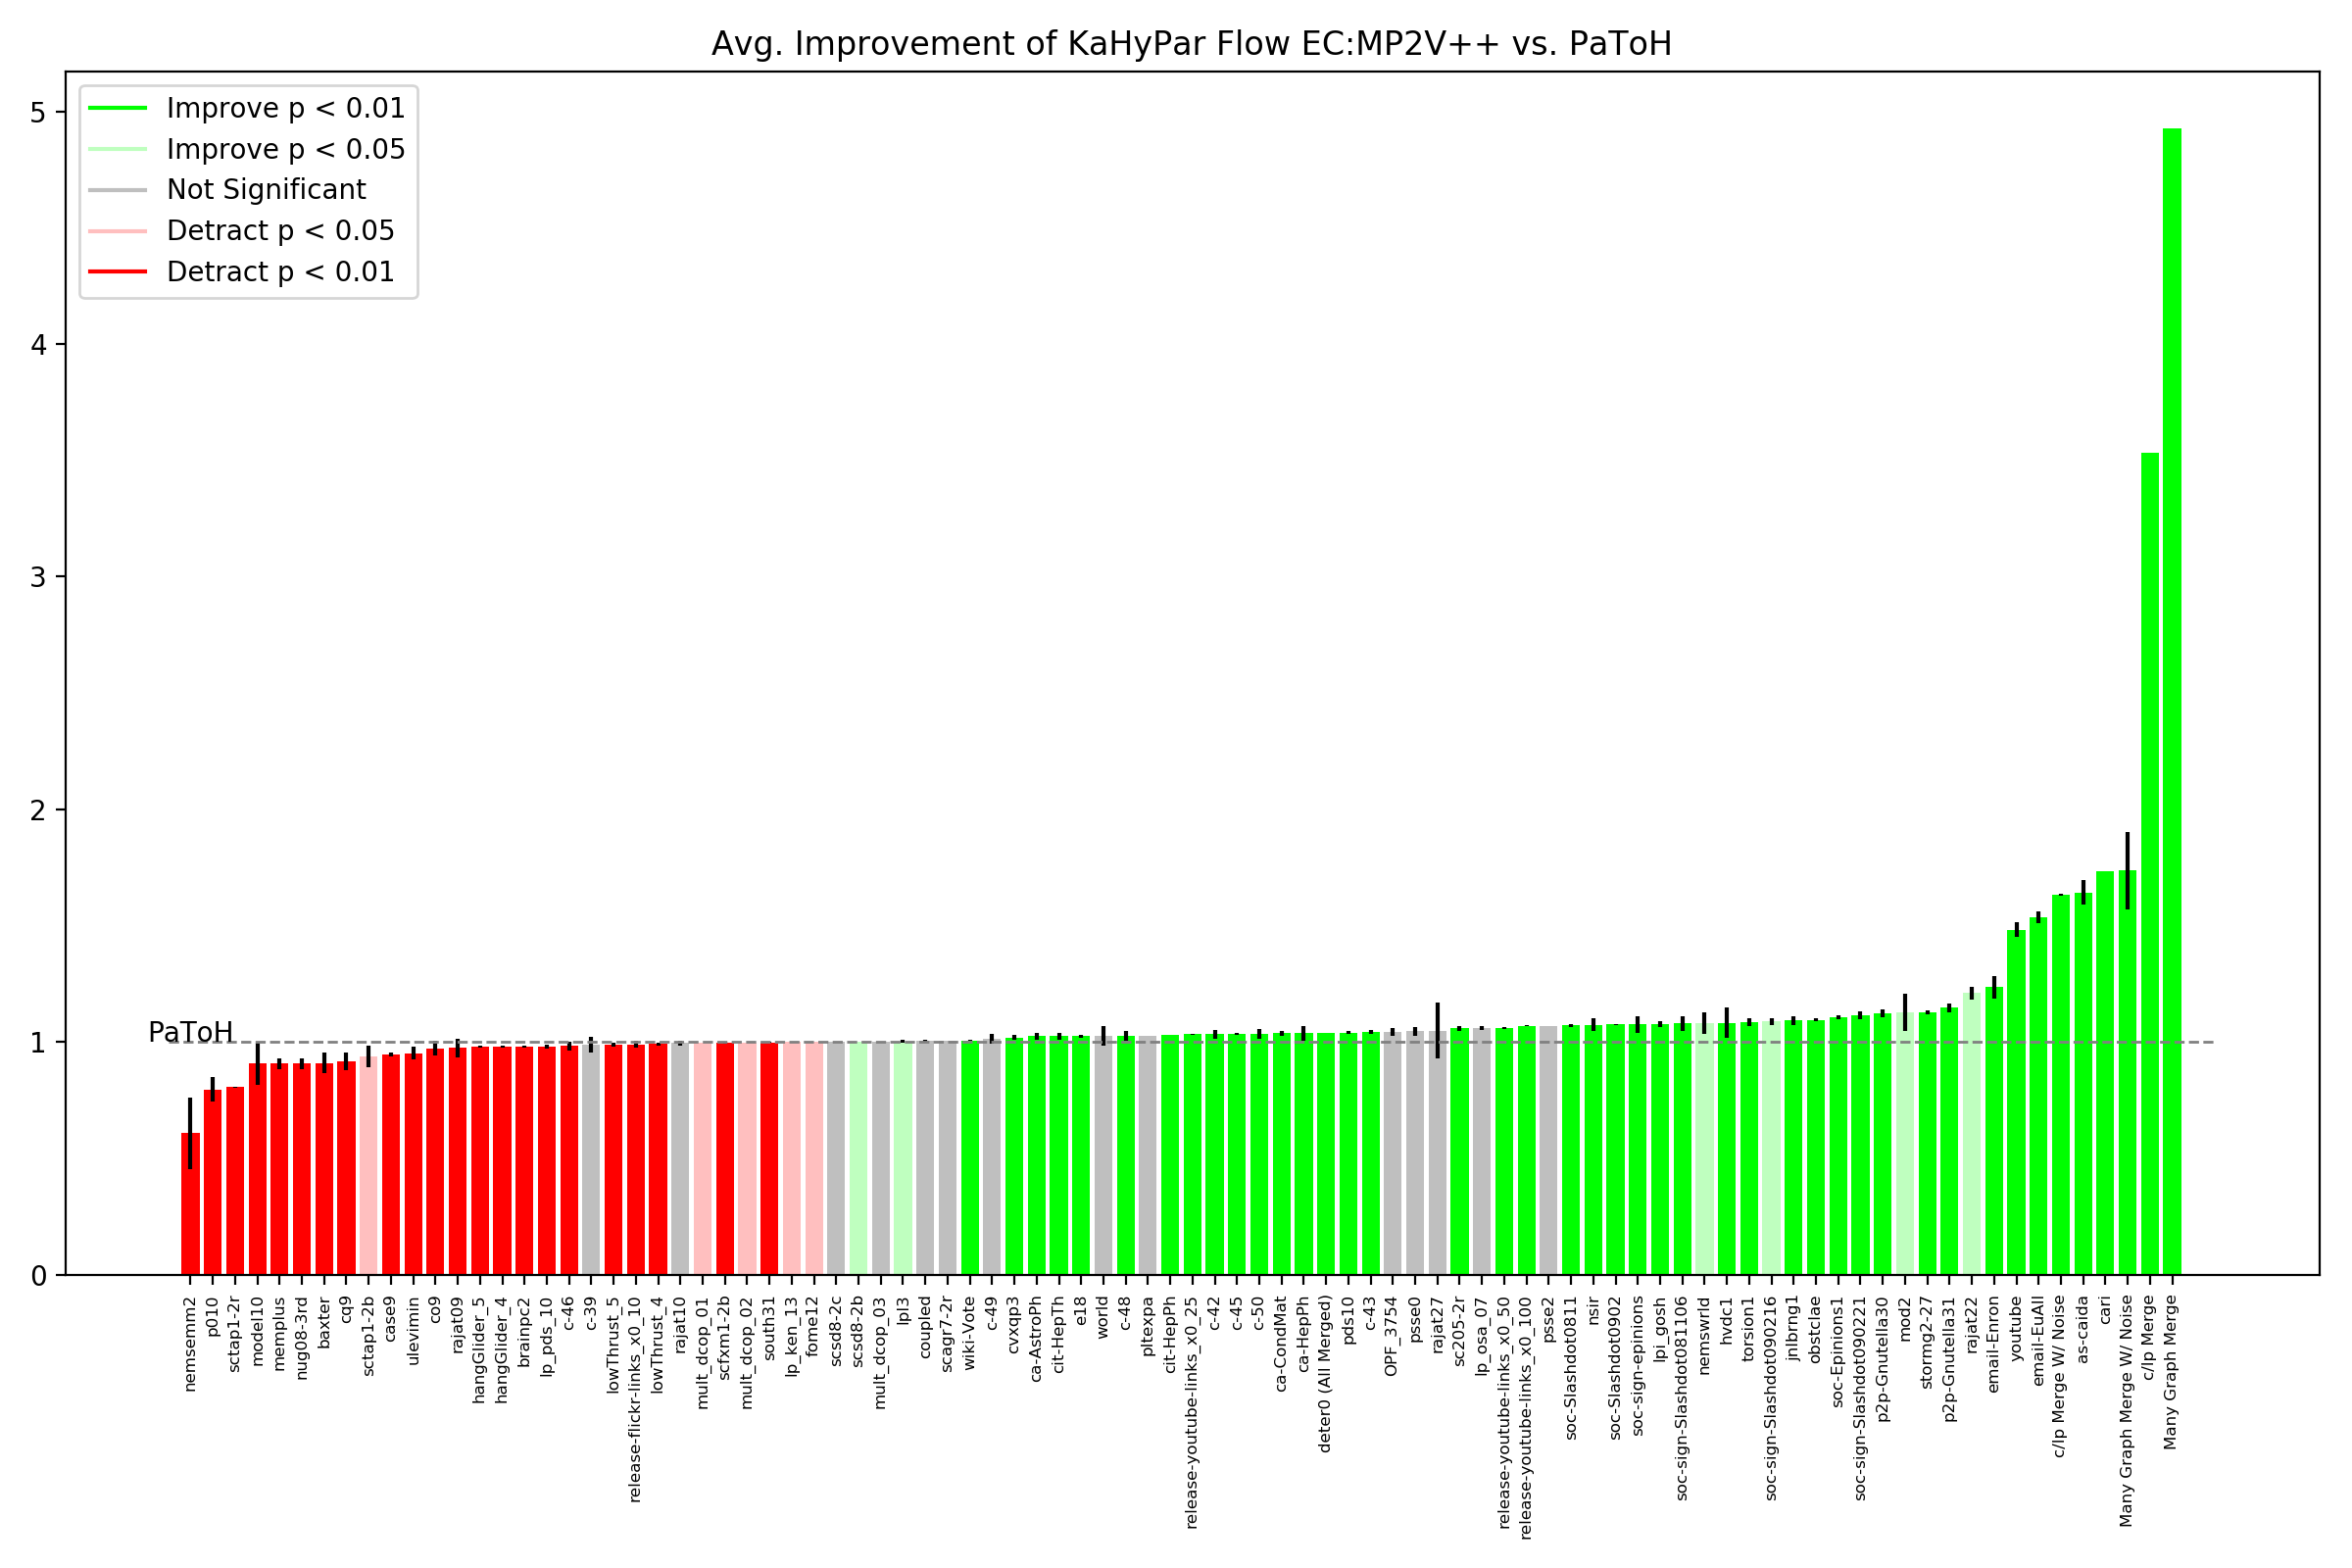 Avg. Improvement of KaHyPar Flow EC:MP2V++ vs. PaToH
Improve p < 0.01
Improve p < 0.05
Not Significant
Detract p < 0.05
Detract p < 0.01
5
4
3
2
1
0
PaToH
nemsemm2
p010
sctap1-2r
model10
memplus
nug08-3rd
baxter
cq9
sctap1-2b
case9
ulevimin
co9
rajat09
hangGlider_5
hangGlider_4
brainpc2
lp_pds_10
c-46
c-39
lowThrust_5
release-flickr-links_x0_10
lowThrust_4
rajat10
mult_dcop_01
scfxm1-2b
mult_dcop_02
south31
lp_ken_13
fome12
scsd8-2c
scsd8-2b
mult_dcop_03
lpl3
coupled
scagr7-2r
wiki-Vote
c-49
cvxqp3
ca-AstroPh
cit-HepTh
e18
world
c-48
pltexpa
cit-HepPh
release-youtube-links_x0_25
c-42
c-45
c-50
ca-CondMat
ca-HepPh
deter0 (All Merged)
pds10
c-43
OPF_3754
psse0
rajat27
sc205-2r
lp_osa_07
release-youtube-links_x0_50
release-youtube-links_x0_100
psse2
soc-Slashdot0811
nsir
soc-Slashdot0902
soc-sign-epinions
lpi_gosh
soc-sign-Slashdot081106
nemswrld
hvdc1
torsion1
soc-sign-Slashdot090216
jnlbrng1
obstclae
soc-Epinions1
soc-sign-Slashdot090221
p2p-Gnutella30
mod2
stormg2-27
p2p-Gnutella31
rajat22
email-Enron
youtube
email-EuAll
c/lp Merge W/ Noise
as-caida
cari
Many Graph Merge W/ Noise
c/lp Merge
Many Graph Merge